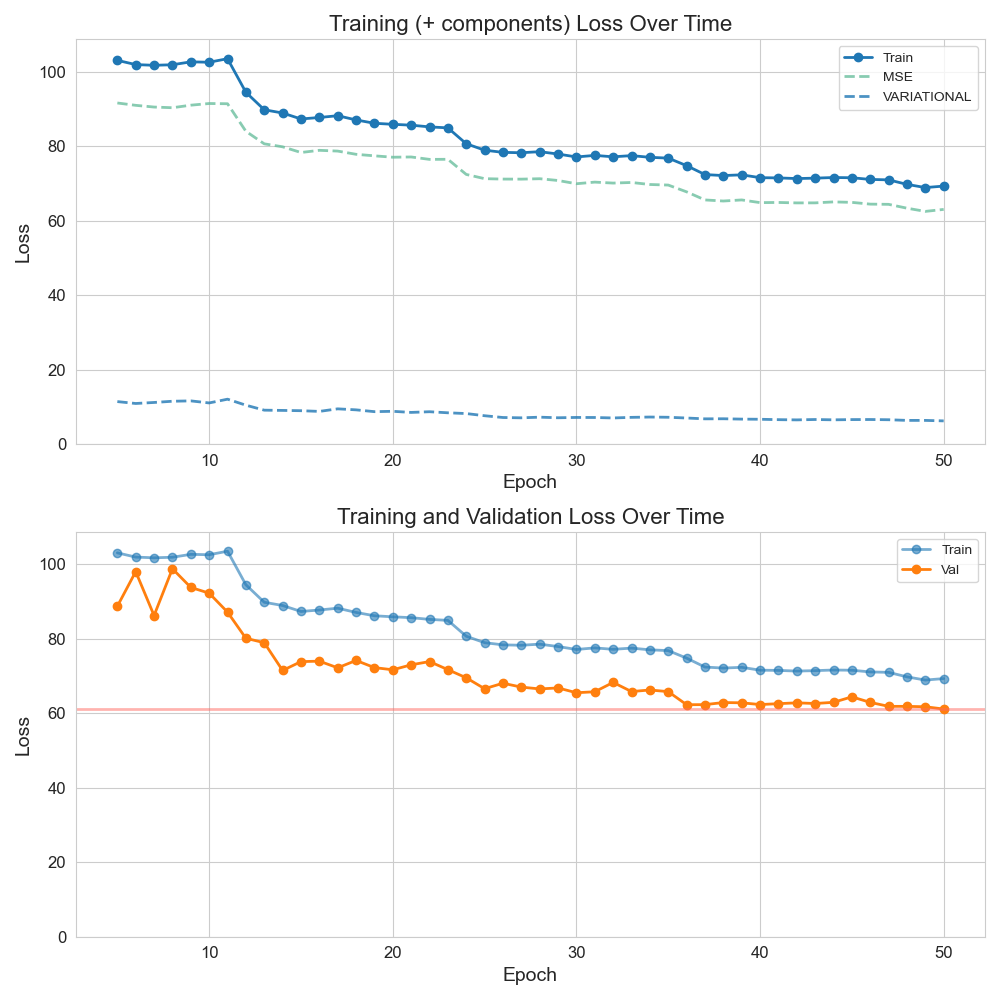 Training (+ components) Loss Over Time
Train
MSE
VARIATIONAL
Loss
100
80
60
40
20
0
10 20 30 40 50
Epoch
Training and Validation Loss Over Time
Train
Val
Loss
100
80
60
40
20
0
10 20 30 40 50
Epoch